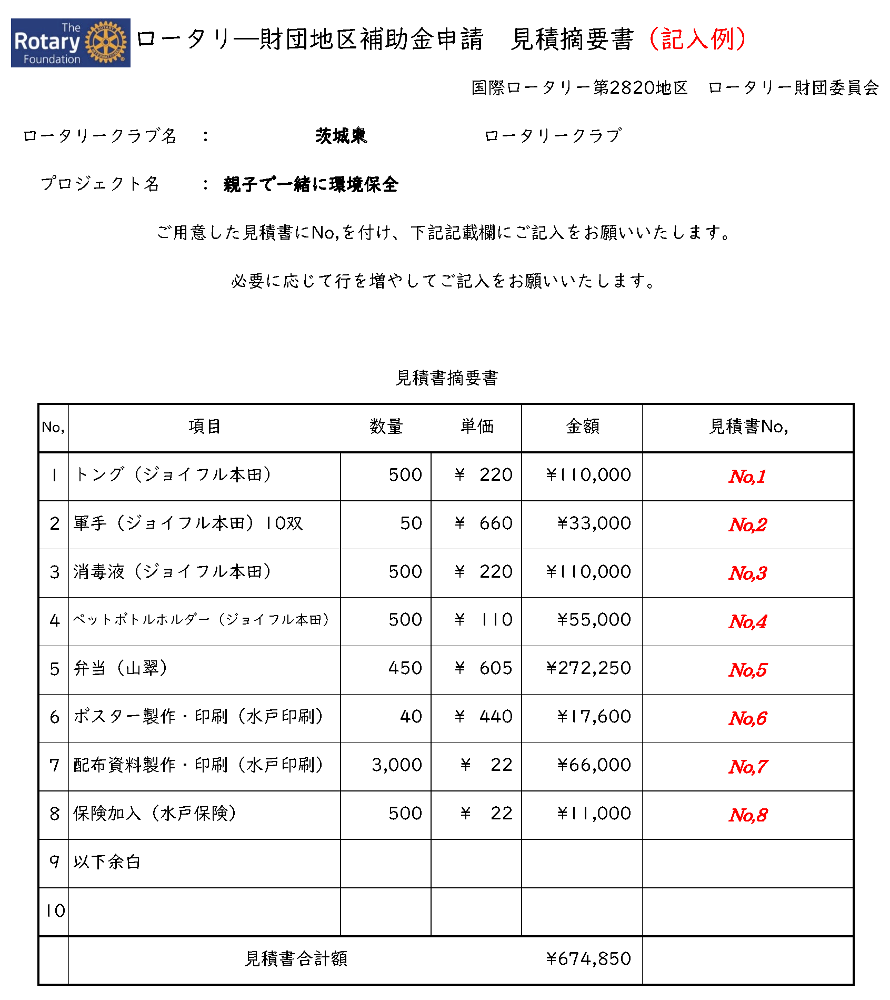 The
Rotary
Foundation
ロータリ―財団地区補助金申請　見積摘要書（記入例）
国際ロータリー第2820地区　ロータリー財団委員会
ロータリークラブ名　：　茨城東　ロータリークラブ
プロジェクト名　：　親子で一緒に環境保全
ご用意した見積書にNo,を付け、下記記載欄にご記入をお願いいたします。
必要に応じて行を増やしてご記入をお願いいたします。
見積書摘要書
No,　項目　数量　単価　金額　見積書No,
1　トング（ジョイフル本田）　500　¥ 220　¥110,000　No,1
2　軍手（ジョイフル本田）10双　50　¥ 660　¥33,000　No,2
3　消毒液（ジョイフル本田）　500　¥ 220　¥110,000　No,3
4　ペットボトルホルダー（ジョイフル本田）　500　¥ 110　¥55,000　No,4
5　弁当（山翠）　450　¥ 605　¥272,250　No,5
6　ポスター製作・印刷（水戸印刷）　40　¥ 440　¥17,600　No,6
7　配布資料製作・印刷（水戸印刷）　3,000　¥ 22　¥66,000　No,7
8　保険加入（水戸保険）　500　¥ 22　¥11,000　No,8
9　以下余白
10
見積書合計額　¥674,850